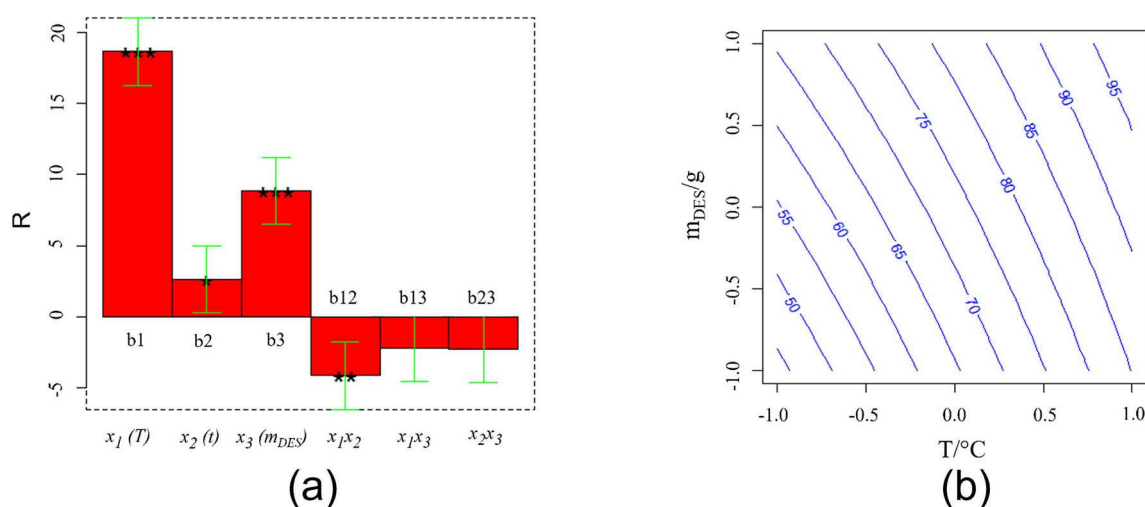 20
15
10
5
0
-5
R
***
*
***
**
b1
b2
b3
b12
b13
b23
x1 (T)
x2 (t)
x3 (mDES)
x1x2
x1x3
x2x3
(a)
1.0
0.5
0.0
-0.5
-1.0
mDES/g
50
55
60
65
70
75
80
85
90
95
-1.0
-0.5
0.0
0.5
1.0
T/°C
(b)